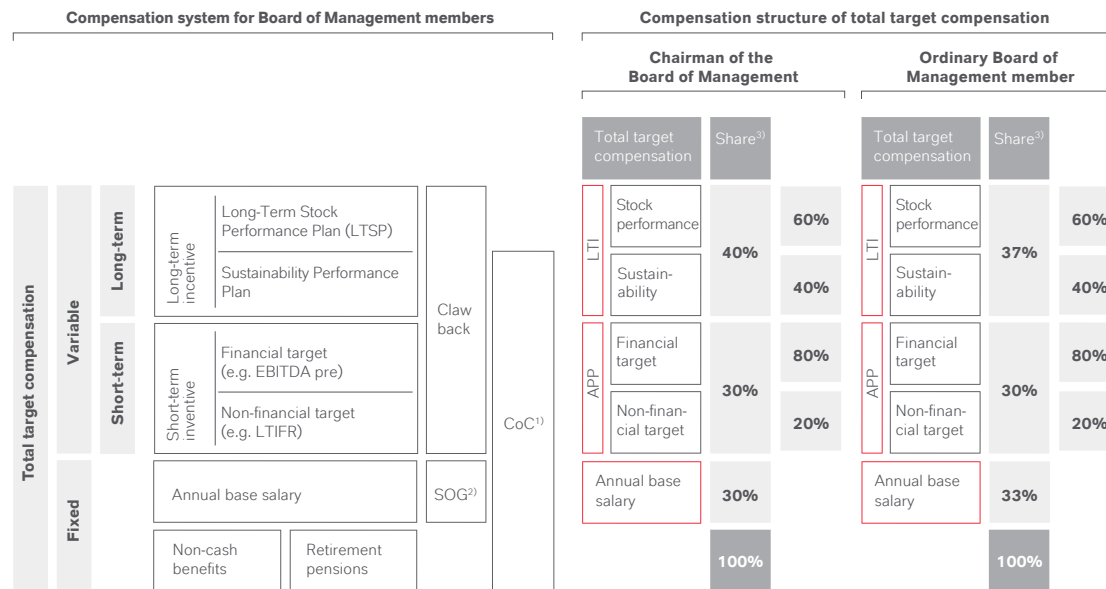 Compensation system for Board of Management members
Compensation structure of total target compensation
Chairman of the
Board of Management
Ordinary Board of
Management member
Total target
compensation
Share3)
Total target
compensation
Share3)
Total target compensation
Variable
Fixed
Long-term
Short-term
Long-term
incentive
Long-Term Stock
Performance Plan (LTSP)
Sustainability Performance
Plan
Short-term
inventive
Financial target
(e.g. EBITDA pre)
Non-financial target
(e.g. LTIFR)
Annual base salary
Non-cash
benefits
Retirement
pensions
Claw
back
SOG2)
CoC1)
LTI
Stock
performance
Sustain-
ability
40%
60%
40%
APP
Financial
target
Non-finan-
cial target
30%
80%
20%
Annual base
salary
30%
100%
LTI
Stock
performance
Sustain-
ability
37%
60%
40%
APP
Financial
target
Non-finan-
cial target
30%
80%
20%
Annual base
salary
33%
100%